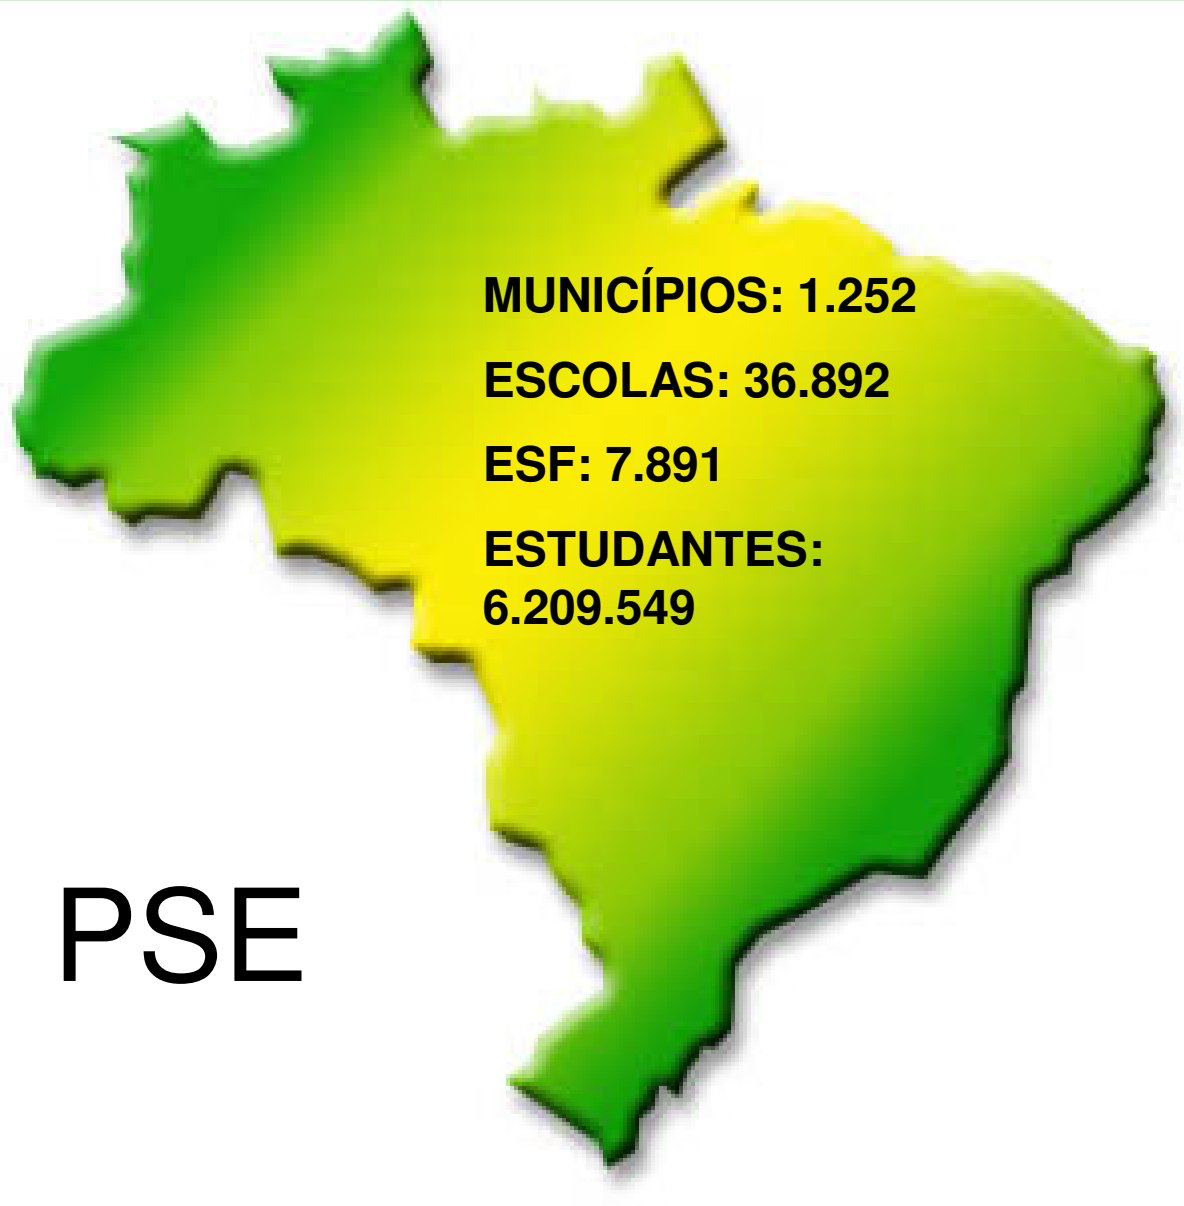 MUNICÍPIOS: 1.252
ESCOLAS: 36.892
ESF: 7.891
ESTUDANTES:
6.209.549
PSE